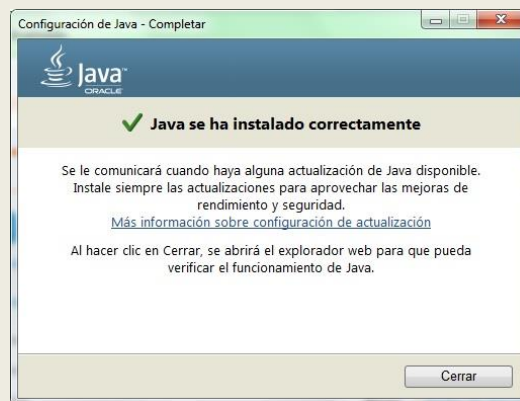 Configuración de Java - Completar
Java™
ORACLE
Java se ha instalado correctamente
Se le comunicará cuando haya alguna actualización de Java disponible.
Instale siempre las actualizaciones para aprovechar las mejoras de
rendimiento y seguridad.
Más información sobre configuración de actualización
Al hacer clic en Cerrar, se abrirá el explorador web para que pueda
verificar el funcionamiento de Java.
Cerrar